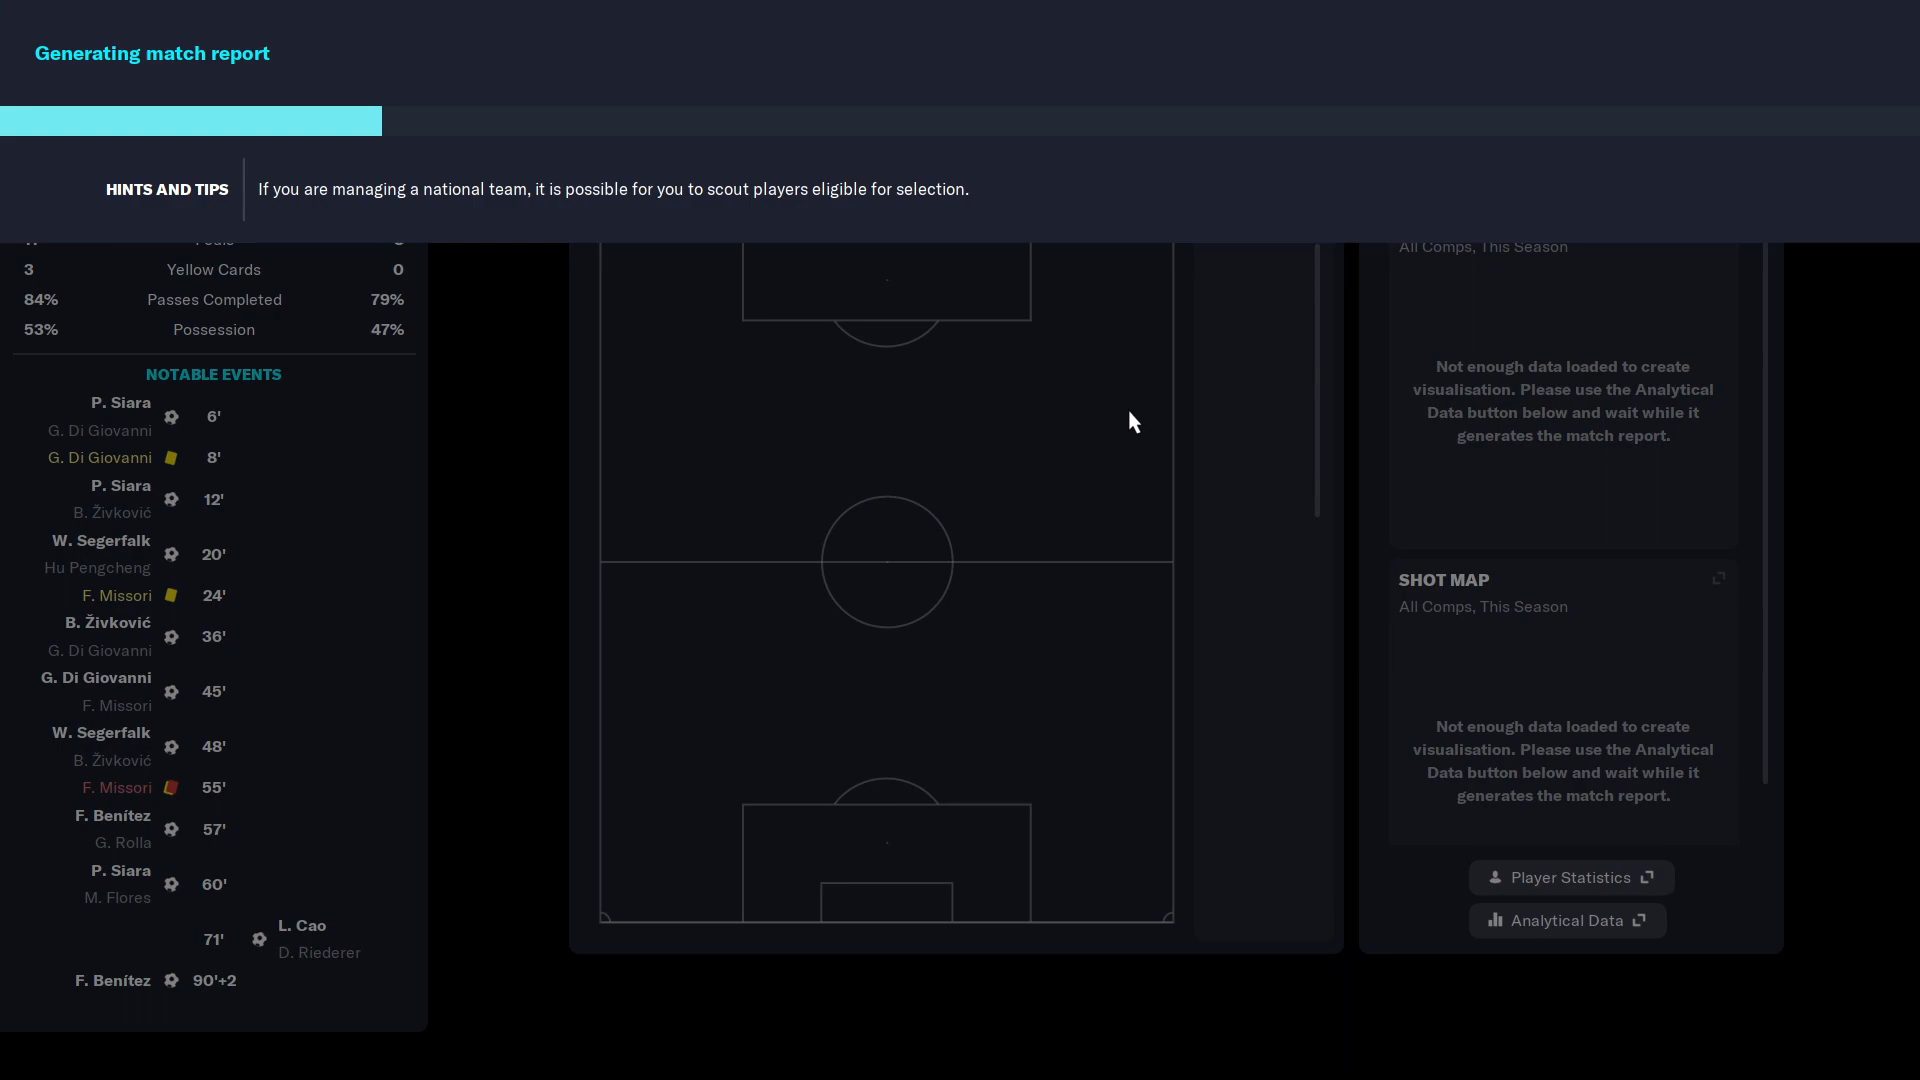 Generating match report
HINTS AND TIPS
If you are managing a national team, it is possible for you to scout players eligible for selection.
3 Yellow Cards 0
84% Passes Completed 79%
53% Possession 47%
NOTABLE EVENTS
P. Siara 6'
G. Di Giovanni
G. Di Giovanni 8'
P. Siara 12'
B. Živković
W. Segerfalk 20'
Hu Pengcheng
F. Missori 24'
B. Živković 36'
G. Di Giovanni
G. Di Giovanni 45'
F. Missori
W. Segerfalk 48'
B. Živković
F. Missori 55'
F. Benítez 57'
G. Rolla
P. Siara 60'
M. Flores
71' L. Cao
D. Riederer
F. Benítez 90'+2
All Comps, This Season
Not enough data loaded to create
visualisation. Please use the Analytical
Data button below and wait while it
generates the match report.
SHOT MAP
All Comps, This Season
Not enough data loaded to create
visualisation. Please use the Analytical
Data button below and wait while it
generates the match report.
Player Statistics
Analytical Data